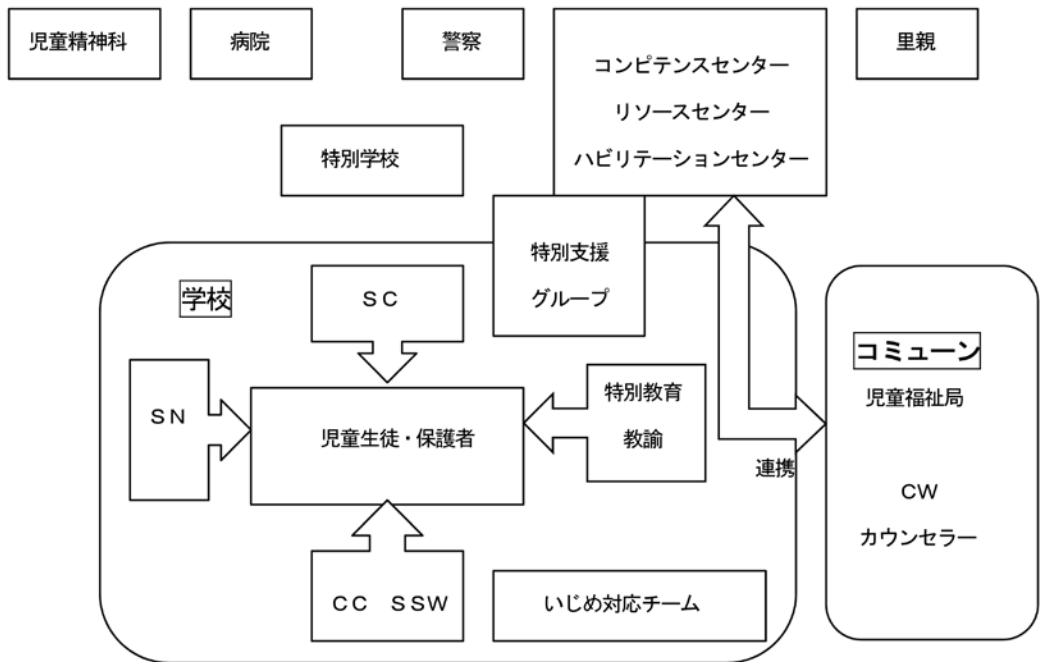 児童精神科
病院
警察
コンピテンスセンター
リソースセンター
ハビリテーションセンター
里親
特別学校
特別支援
グループ
学校
ＳＣ
ＳＮ
児童生徒・保護者
特別教育
教諭
ＣＣ　ＳＳＷ
いじめ対応チーム
連携
コミューン
児童福祉局
ＣＷ
カウンセラー